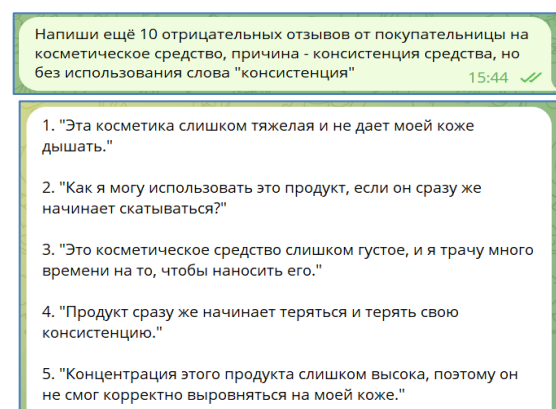 Напиши ещё 10 отрицательных отзывов от покупательницы на
косметическое средство, причина - консистенция средства, но
без использования слова "консистенция"
15:44
1. "Эта косметика слишком тяжелая и не дает моей коже
дышать."
2. "Как я могу использовать это продукт, если он сразу же
начинает скатываться?"
3. "Это косметическое средство слишком густое, и я трачу много
времени на то, чтобы наносить его."
4. "Продукт сразу же начинает теряться и терять свою
консистенцию."
5. "Концентрация этого продукта слишком высока, поэтому он
не смог корректно выровняться на моей коже."